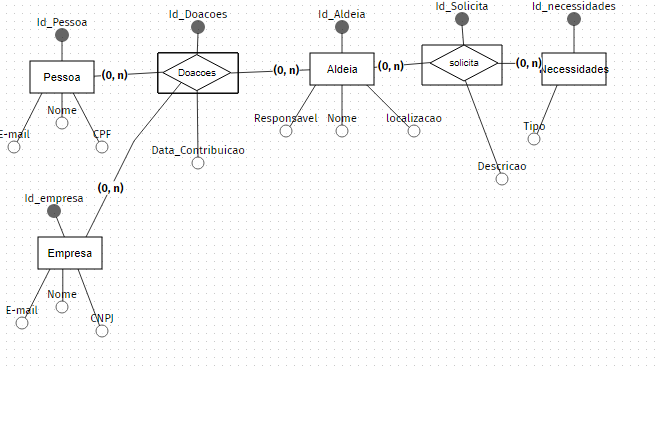 Id_Pessoa
Id_Doacoes
Id_Aldeia
Id_Solicita
Id_necessidades
Pessoa
(0, n)
Doacoes
(0, n)
Aldeia
(0, n)
solicita
(0, n)
Necessidades
E-mail
Nome
CPF
Data_Contribuicao
Responsavel
Nome
localizacao
Descricao
Tipo
(0, n)
Id_empresa
Empresa
E-mail
Nome
CNPJ